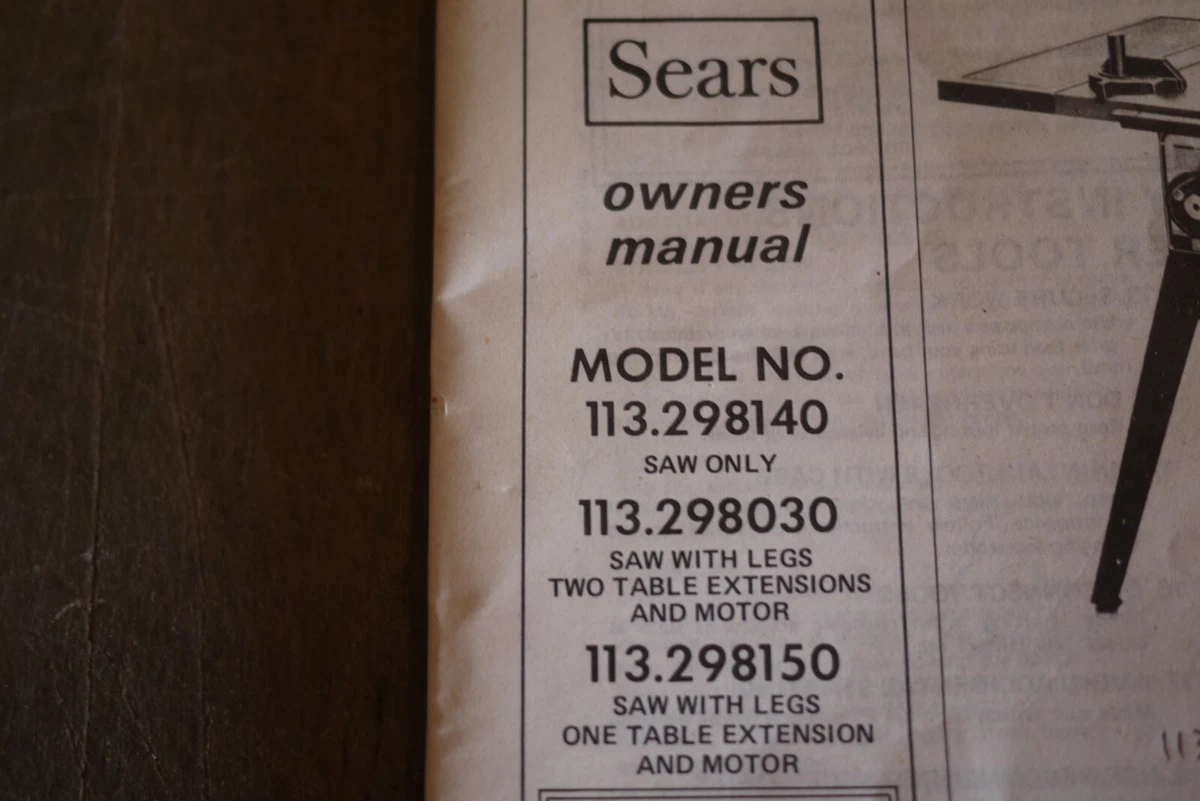 Sears
owners
manual
MODEL NO.
113.298140
SAW ONLY
113.298030
SAW WITH LEGS
TWO TABLE EXTENSIONS
AND MOTOR
113.298150
SAW WITH LEGS
ONE TABLE EXTENSION
AND MOTOR